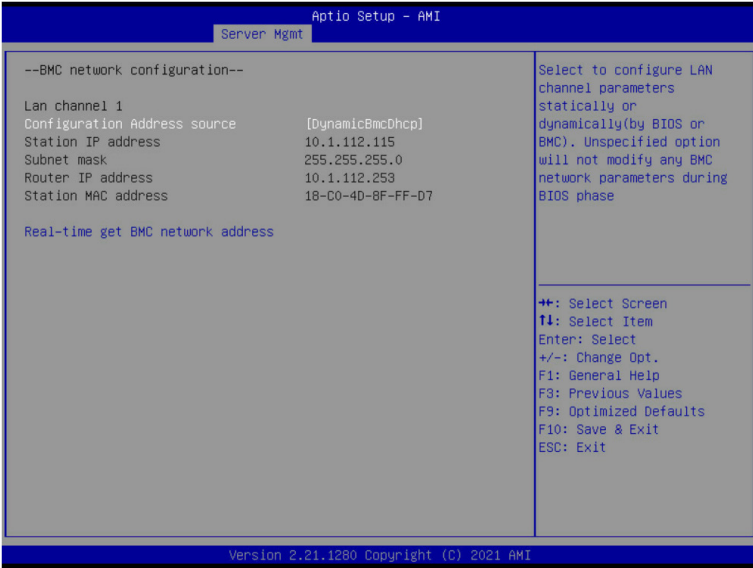 Aptio Setup - AMI
Server Mgmt
--BMC network configuration--
Lan channel 1
Configuration Address source [DynamicBmcDhcp]
Station IP address 10.1.112.115
Subnet mask 255.255.255.0
Router IP address 10.1.112.253
Station MAC address 18-C0-4D-8F-FF-D7
Real-time get BMC network address
Select to configure LAN
channel parameters
statically or
dynamically(by BIOS or
BMC). Unspecified option
will not modify any BMC
network parameters during
BIOS phase
→←: Select Screen
↑↓: Select Item
Enter: Select
+/-: Change Opt.
F1: General Help
F3: Previous Values
F9: Optimized Defaults
F10: Save & Exit
ESC: Exit
Version 2.21.1280 Copyright (C) 2021 AMI